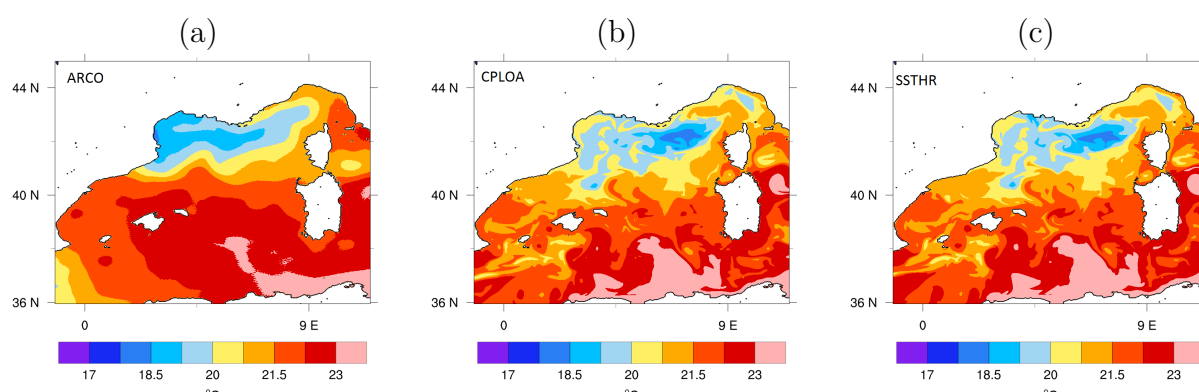 (a) (b) (c)
ARCO CPLOA SSTHR
44 N 44 N 44 N
40 N 40 N 40 N
36 N 36 N 36 N
0 9 E 0 9 E 0 9 E
17 18.5 20 21.5 23 17 18.5 20 21.5 23 17 18.5 20 21.5 23